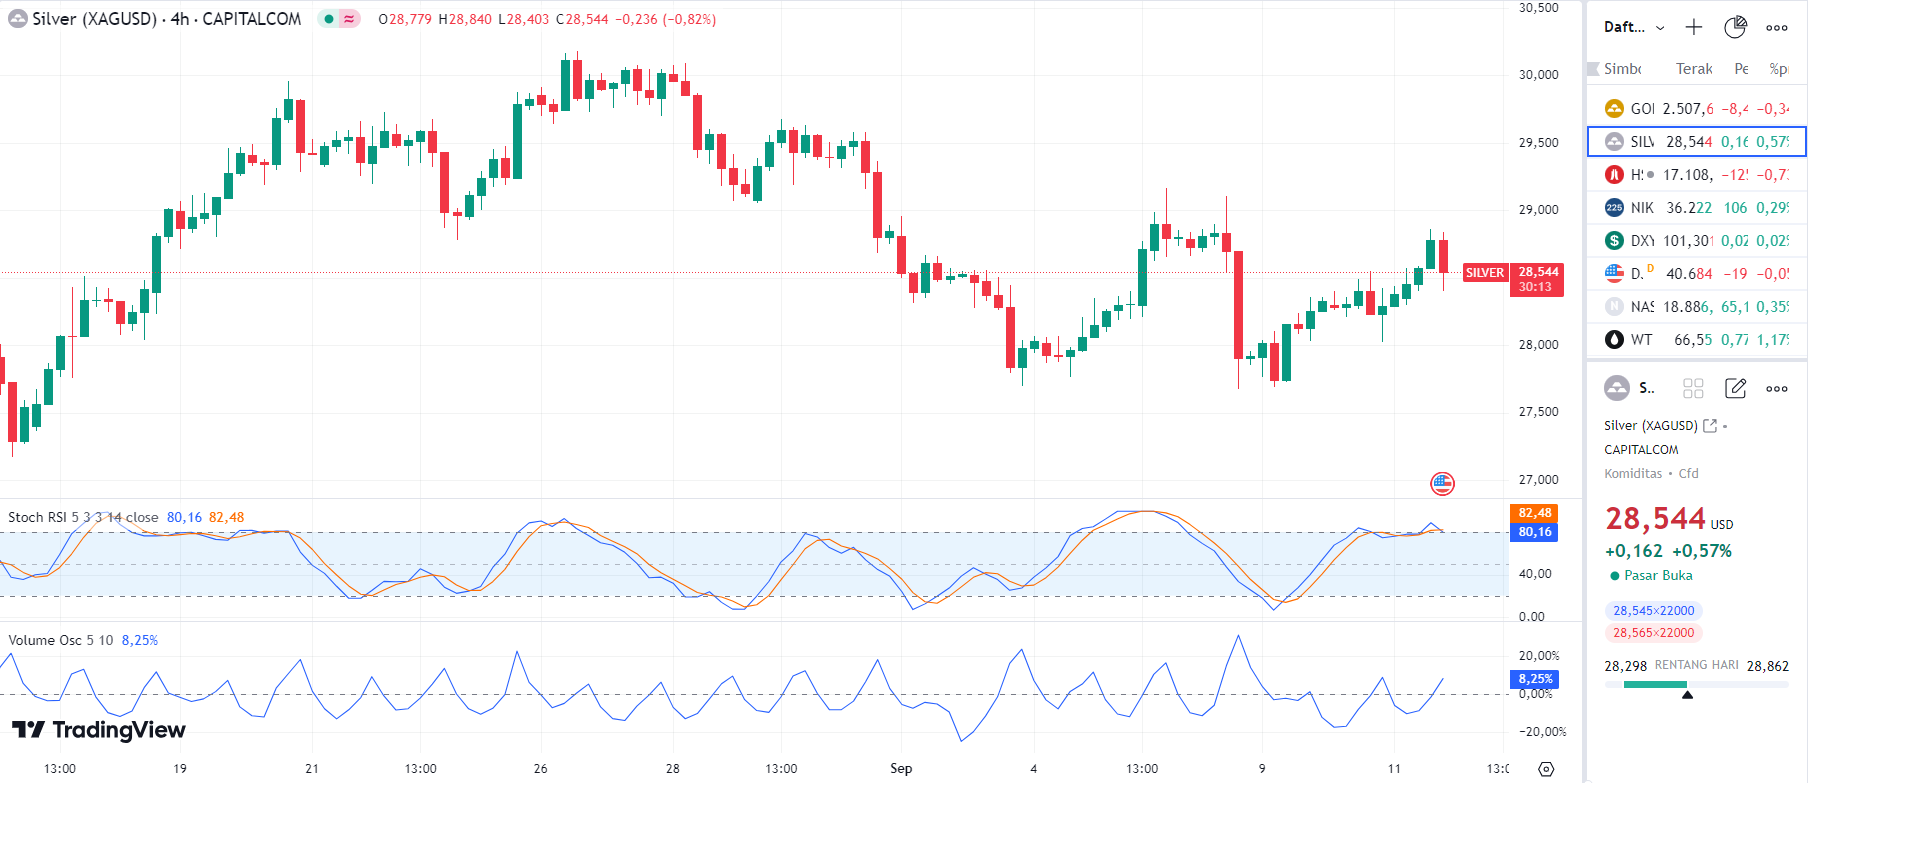 Silver (XAGUSD) · 4h · CAPITALCOM
O28,779 H28,840 L28,403 C28,544 −0,236 (−0,82%)
30,500
30,000
29,500
29,000
SILVER 28,544
30:13
28,000
27,500
27,000
Stoch RSI 5 3 3 14 close 80,16 82,48
82,48
80,16
40,00
0,00
Volume Osc 5 10 8,25%
20,00%
8,25%
0,00%
−20,00%
TradingView
13:00 19 21 13:00 26 28 13:00 Sep 4 13:00 9 11 13:0
Daft...
Simbo Terak Pe %p
GOI 2.507,6 −8,4 −0,34
SILV 28,544 0,16 0,57%
HS 17.108, −125 −0,7
NIK 36.222 106 0,29%
DXY 101,301 0,02 0,02%
D. D 40.684 −19 −0,0
NAS 18.886, 65,1 0,35%
WT 66,55 0,77 1,17%
S..
Silver (XAGUSD) •
CAPITALCOM
Komiditas • Cfd
28,544 USD
+0,162 +0,57%
Pasar Buka
28,545×22000
28,565×22000
28,298 RENTANG HARI 28,862